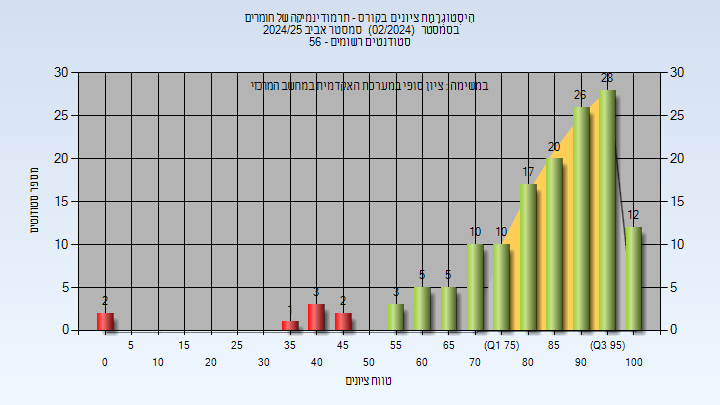 היסטוגרמת ציונים בקורס - תרמודינמיקה של חומרים
בסמסטר (02/2024) סמסטר אביב 2024/25
סטודנטים רשומים - 56
במשימה : ציון סופי במערכת האקדמית במחשב המרכזי
30 30
25 25
20 20
15 15
10 10
5 5
0 0
2 1 3 2 3 5 5 10 10 17 20 26 28 12
מספר סטודנטים
5 15 20 25 35 45 55 65 (Q1 75) 85 (Q3 95)
0 10 20 30 40 50 60 70 80 90 100
טווח ציונים